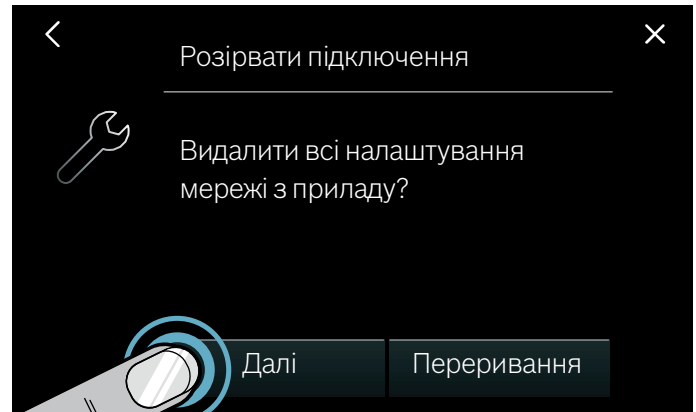 Розірвати підключення
Видалити всі налаштування
мережі з приладу?
Далі
Переривання